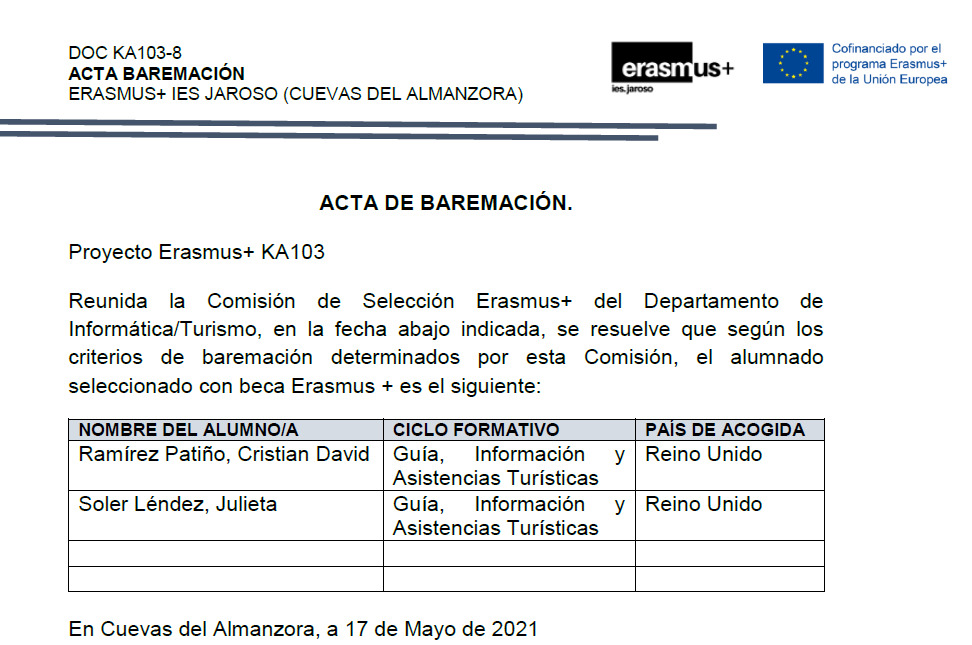 DOC KA103-8
ACTA BAREMACIÓN
ERASMUS+ IES JAROSO (CUEVAS DEL ALMANZORA)
erasmus+
ies.jaroso
Cofinanciado por el
programa Erasmus+
de la Unión Europea
ACTA DE BAREMACIÓN.
Proyecto Erasmus+ KA103
Reunida la Comisión de Selección Erasmus+ del Departamento de
Informática/Turismo, en la fecha abajo indicada, se resuelve que según los
criterios de baremación determinados por esta Comisión, el alumnado
seleccionado con beca Erasmus + es el siguiente:
NOMBRE DEL ALUMNO/A CICLO FORMATIVO PAÍS DE ACOGIDA
Ramírez Patiño, Cristian David Guía, Información y Reino Unido
Asistencias Turísticas
Soler Léndez, Julieta Guía, Información y Reino Unido
Asistencias Turísticas
En Cuevas del Almanzora, a 17 de Mayo de 2021